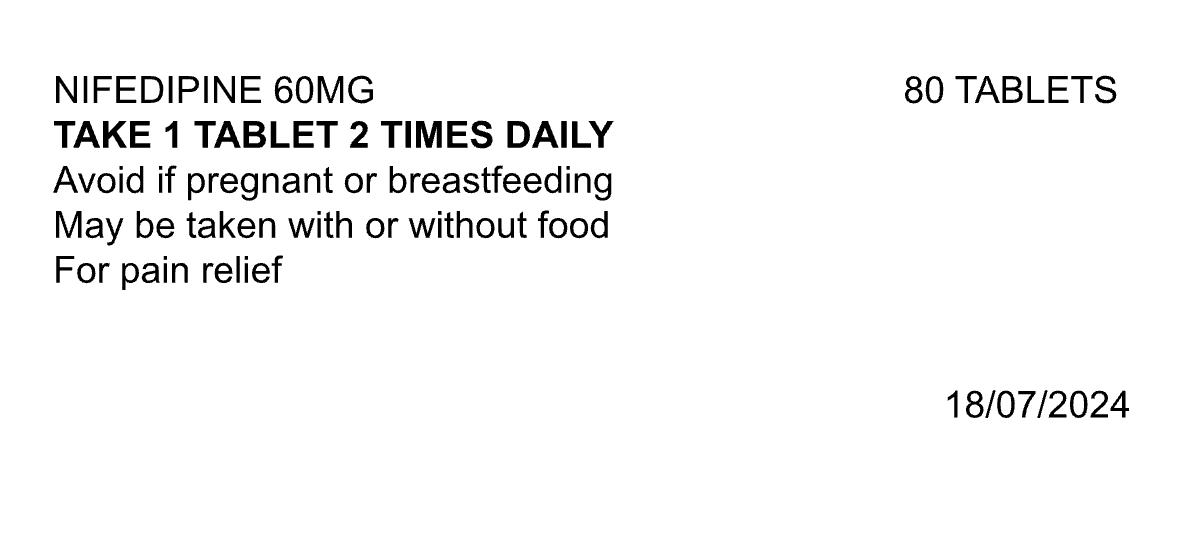 NIFEDIPINE 60MG 80 TABLETS
TAKE 1 TABLET 2 TIMES DAILY
Avoid if pregnant or breastfeeding
May be taken with or without food
For pain relief
18/07/2024